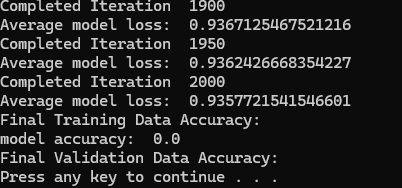 Completed Iteration  1900
Average model loss:  0.9367125467521216
Completed Iteration  1950
Average model loss:  0.9362426668354227
Completed Iteration  2000
Average model loss:  0.9357721541546601
Final Training Data Accuracy:
model accuracy:  0.0
Final Validation Data Accuracy:
Press any key to continue . . .